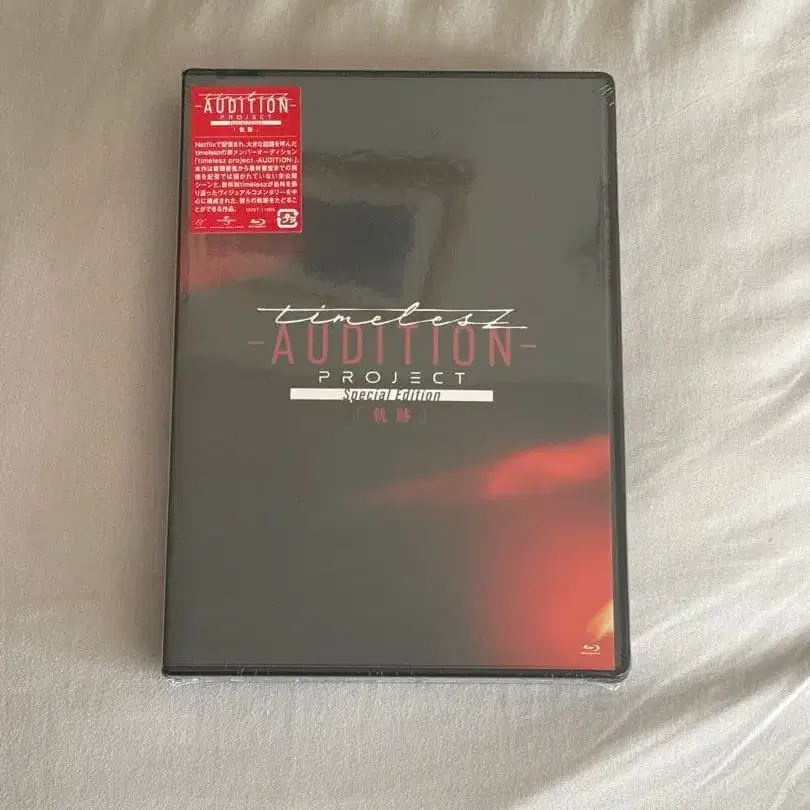 timelesz
-AUDITION-
PROJECT
「軌跡」
Netflixで配信され、大きな話題を呼んだ
timeleszの新メンバーオーディション
「timelesz project -AUDITION-」。
本作は書類審査から最終審査までの模
様を配信では描かれていない非公開
シーンと、新体制timeleszが当時を振
り返ったヴィジュアルコメンタリーを中
心に構成された、彼らの軌跡をたどるこ
とができる作品。
timelesz
-AUDITION-
PROJECT
Special Edition
「軌跡」